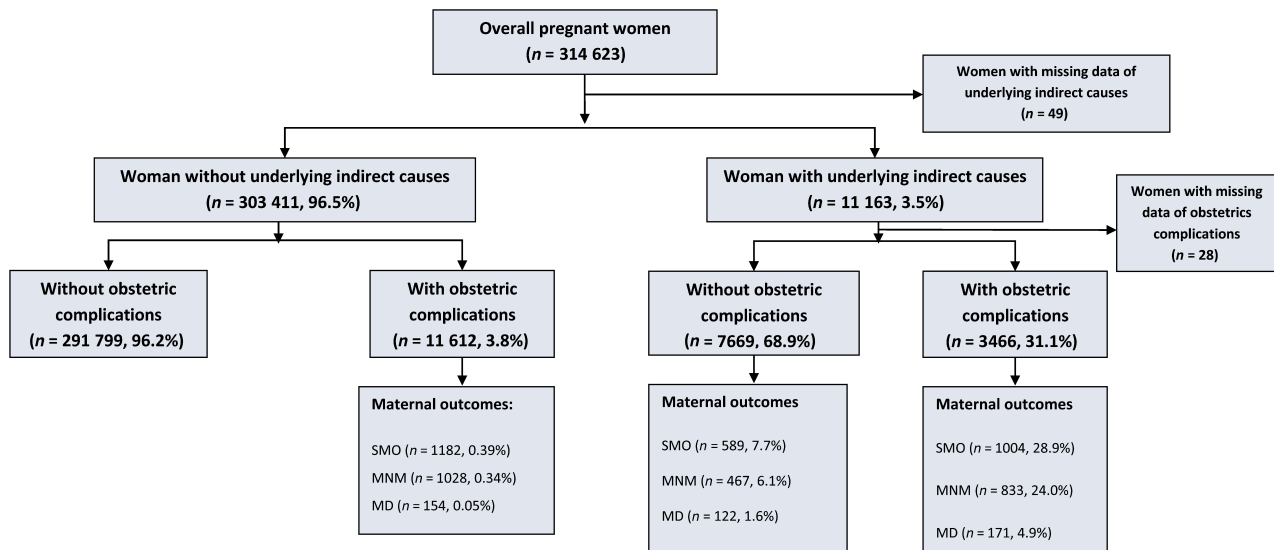 Overall pregnant women
(n = 314 623)
Women with missing data of
underlying indirect causes
(n = 49)
Woman without underlying indirect causes
(n = 303 411, 96.5%)
Woman with underlying indirect causes
(n = 11 163, 3.5%)
Women with missing
data of obstetrics
complications
(n = 28)
Without obstetric
complications
(n = 291 799, 96.2%)
With obstetric
complications
(n = 11 612, 3.8%)
Without obstetric
complications
(n = 7669, 68.9%)
With obstetric
complications
(n = 3466, 31.1%)
Maternal outcomes:
SMO (n = 1182, 0.39%)
MNM (n = 1028, 0.34%)
MD (n = 154, 0.05%)
Maternal outcomes
SMO (n = 589, 7.7%)
MNM (n = 467, 6.1%)
MD (n = 122, 1.6%)
Maternal outcomes
SMO (n = 1004, 28.9%)
MNM (n = 833, 24.0%)
MD (n = 171, 4.9%)